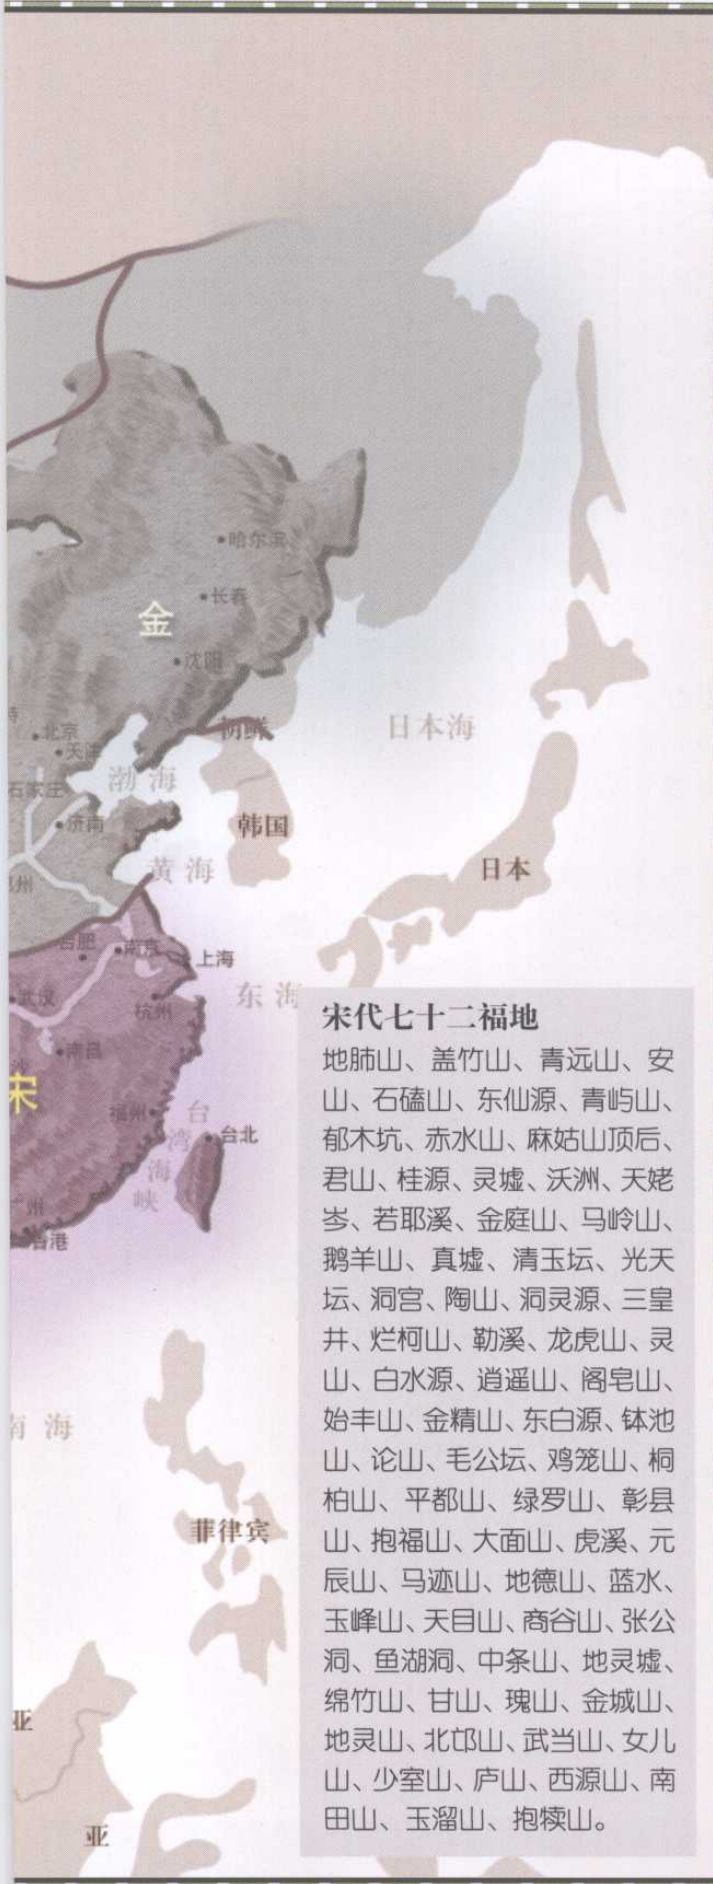 哈尔滨
长春
金
沈阳
北京
天津
朝鲜
日本海
渤海
石家庄
济南
韩国
黄海
州
日本
合肥
南京
上海
武汉
杭州
东海
南昌
宋
福州
台湾海峡
台北
州
香港
南海
菲律宾
亚
亚
宋代七十二福地
地肺山、盖竹山、青远山、安
山、石磕山、东仙源、青屿山、
郁木坑、赤水山、麻姑山顶后、
君山、桂源、灵墟、沃洲、天姥
岑、若耶溪、金庭山、马岭山、
鹅羊山、真墟、清玉坛、光天
坛、洞宫、陶山、洞灵源、三皇
井、烂柯山、勒溪、龙虎山、灵
山、白水源、逍遥山、阁皂山、
始丰山、金精山、东白源、钵池
山、论山、毛公坛、鸡笼山、桐
柏山、平都山、绿罗山、彰县
山、抱福山、大面山、虎溪、元
辰山、马迹山、地德山、蓝水、
玉峰山、天目山、商谷山、张公
洞、鱼湖洞、中条山、地灵墟、
绵竹山、甘山、瑰山、金城山、
地灵山、北邙山、武当山、女儿
山、少室山、庐山、西源山、南
田山、玉溜山、抱犊山。